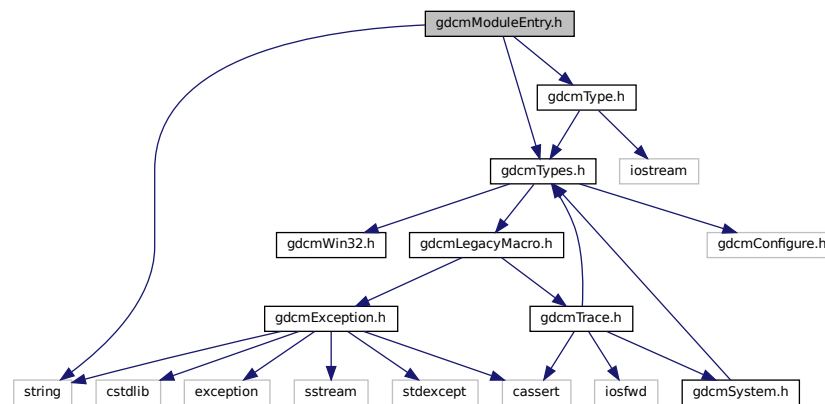 gdcmModuleEntry.h
gdcmType.h
gdcmTypes.h
iostream
gdcmWin32.h
gdcmLegacyMacro.h
gdcmConfigure.h
gdcmException.h
gdcmTrace.h
string
cstdlib
exception
sstream
stdexcept
cassert
iosfwd
gdcmSystem.h